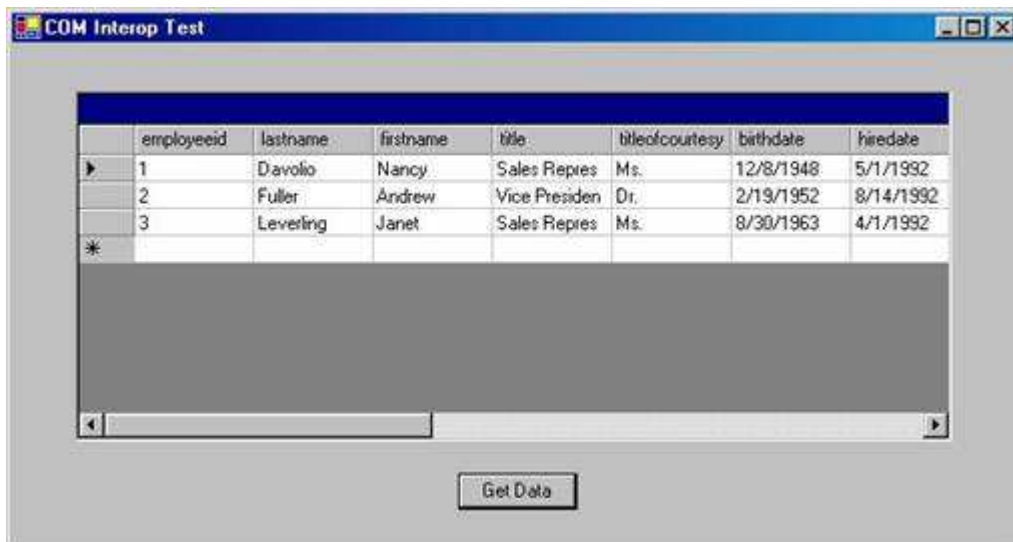 COM Interop Test
employeeid lastname firstname title titleofcourtesy birthdate hiredate
1 Davolio Nancy Sales Repres Ms. 12/8/1948 5/1/1992
2 Fuller Andrew Vice Presiden Dr. 2/19/1952 8/14/1992
3 Leverling Janet Sales Repres Ms. 8/30/1963 4/1/1992
Get Data